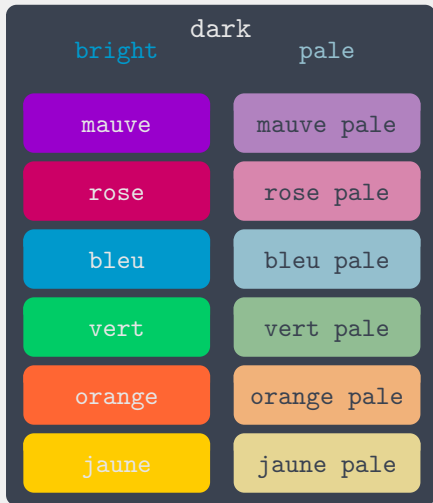 dark
bright pale
mauve mauve pale
rose rose pale
bleu bleu pale
vert vert pale
orange orange pale
jaune jaune pale